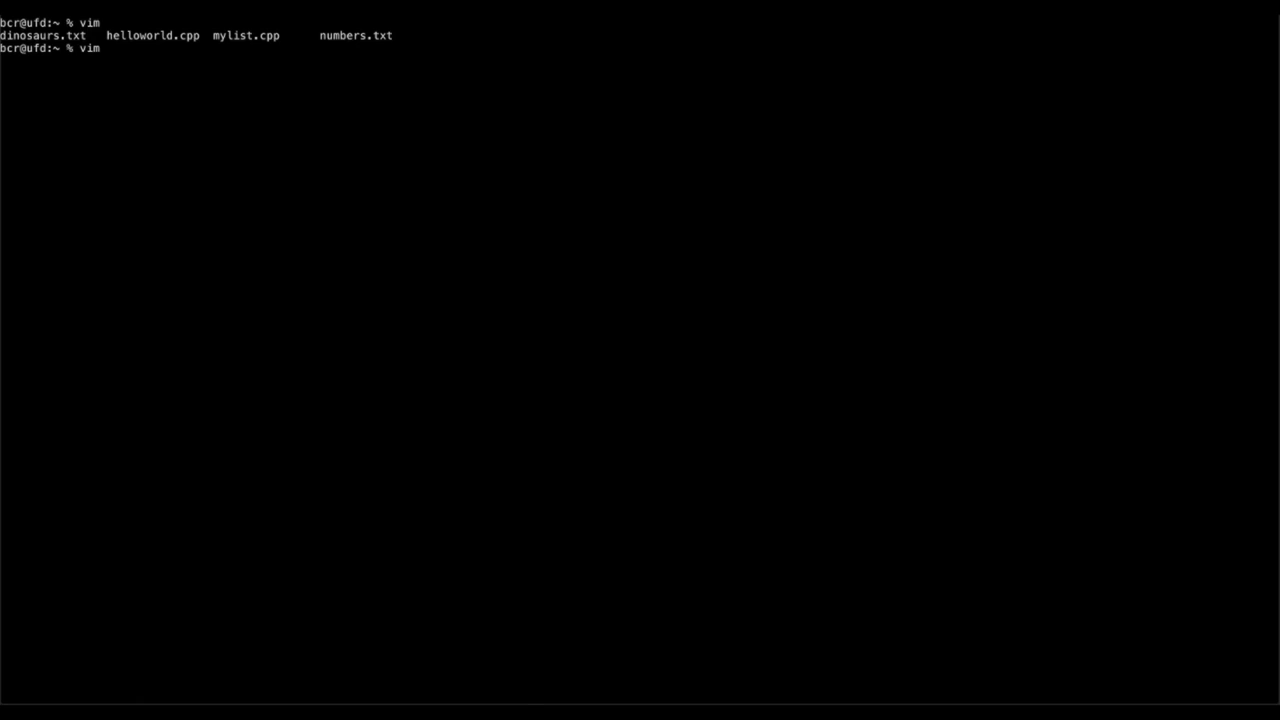 bcr@ufd:~ % vim
dinosaurs.txt helloworld.cpp mylist.cpp numbers.txt
bcr@ufd:~ % vim